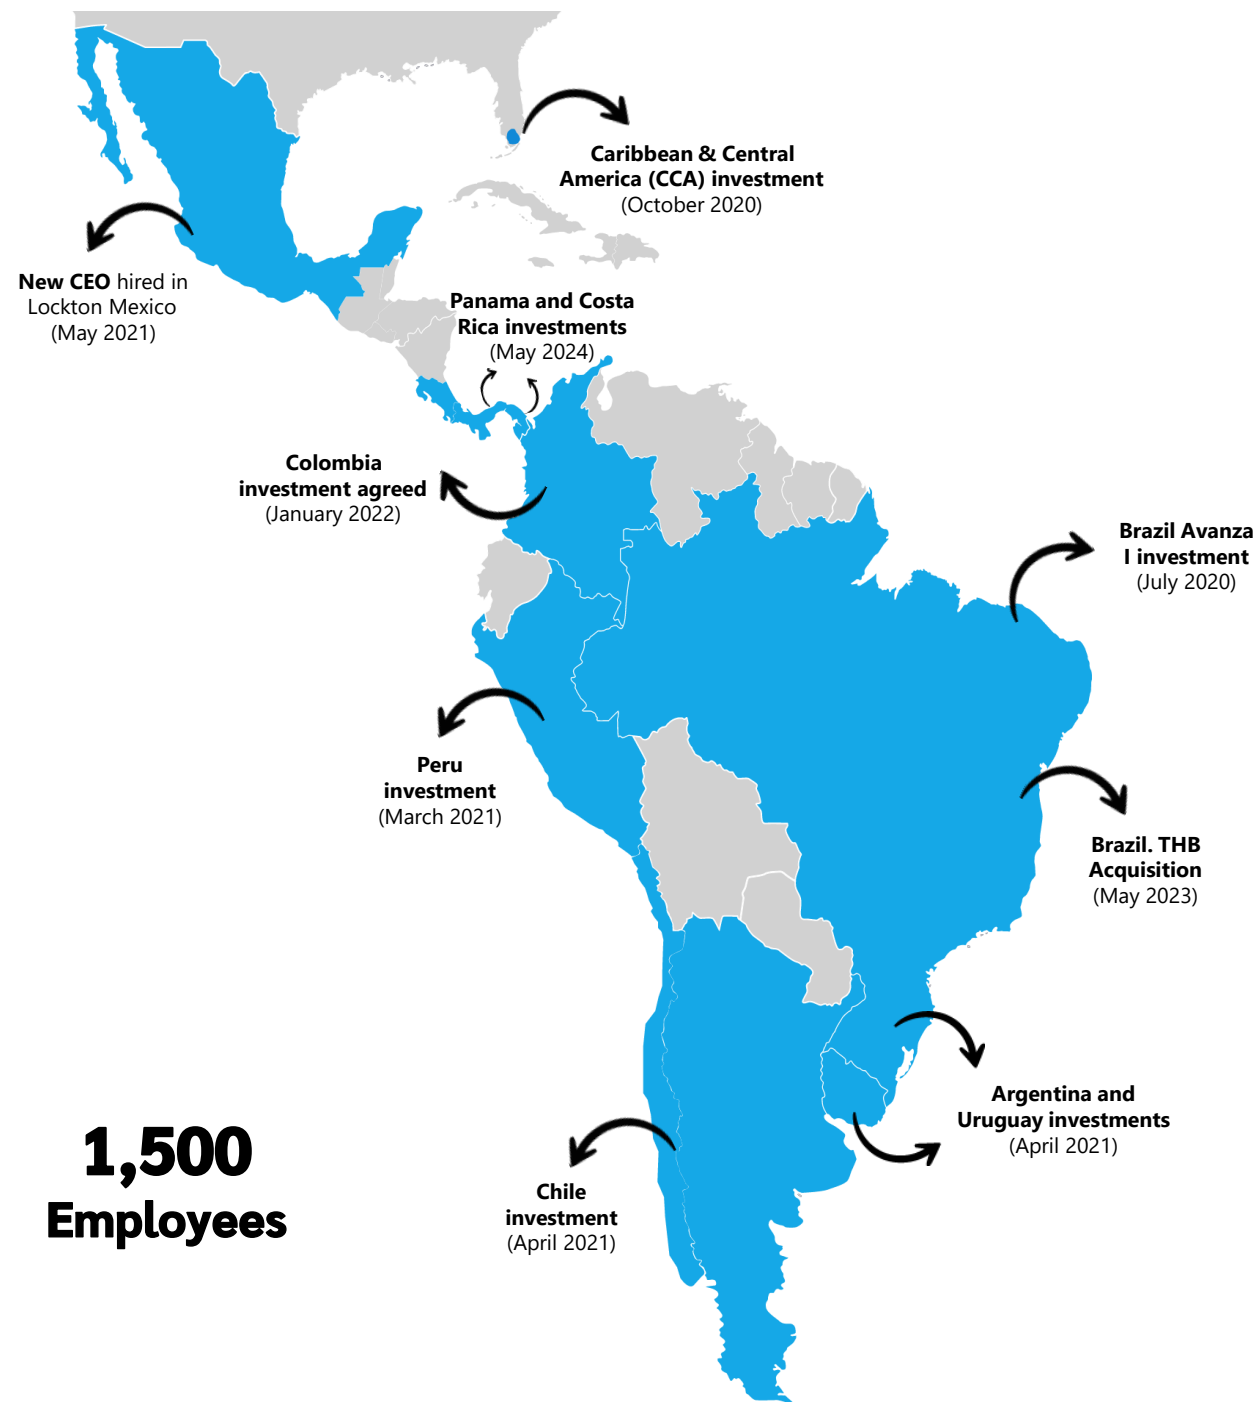 Caribbean & Central
America (CCA) investment
(October 2020)
New CEO hired in
Lockton Mexico
(May 2021)
Panama and Costa
Rica investments
(May 2024)
Colombia
investment agreed
(January 2022)
Brazil Avanza
I investment
(July 2020)
Peru
investment
(March 2021)
Brazil. THB
Acquisition
(May 2023)
Argentina and
Uruguay investments
(April 2021)
Chile
investment
(April 2021)
1,500
Employees